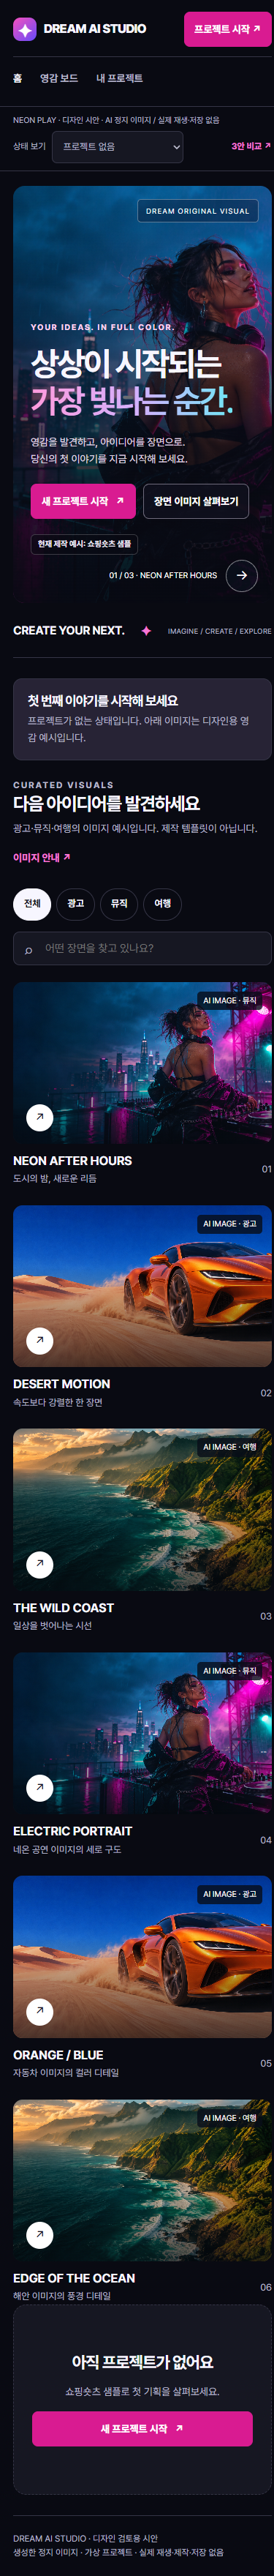 DREAM AI STUDIO
프로젝트 시작 ↗
홈 영감 보드 내 프로젝트
NEON PLAY · 디자인 시안 · AI 정지 이미지 / 실제 재생·저장 없음
상태 보기 프로젝트 없음 3안 비교 ↗
DREAM ORIGINAL VISUAL
YOUR IDEAS. IN FULL COLOR.
상상이 시작되는
가장 빛나는 순간.
영감을 발견하고, 아이디어를 장면으로.
당신의 첫 이야기를 지금 시작해 보세요.
새 프로젝트 시작 ↗ 장면 이미지 살펴보기
현재 제작 예시: 쇼핑숏츠 샘플
01 / 03 · NEON AFTER HOURS →
CREATE YOUR NEXT. IMAGINE / CREATE / EXPLORE
첫 번째 이야기를 시작해 보세요
프로젝트가 없는 상태입니다. 아래 이미지는 디자인용 영
감 예시입니다.
CURATED VISUALS
다음 아이디어를 발견하세요
광고·뮤직·여행의 이미지 예시입니다. 제작 템플릿이 아닙니다.
이미지 안내 ↗
전체 광고 뮤직 여행
어떤 장면을 찾고 있나요?
AI IMAGE · 뮤직
↗
NEON AFTER HOURS 01
도시의 밤, 새로운 리듬
AI IMAGE · 광고
↗
DESERT MOTION 02
속도보다 강렬한 한 장면
AI IMAGE · 여행
↗
THE WILD COAST 03
일상을 벗어나는 시선
AI IMAGE · 뮤직
↗
ELECTRIC PORTRAIT 04
네온 공연 이미지의 세로 구도
AI IMAGE · 광고
↗
ORANGE / BLUE 05
자동차 이미지의 컬러 디테일
AI IMAGE · 여행
↗
EDGE OF THE OCEAN 06
해안 이미지의 풍경 디테일
아직 프로젝트가 없어요
쇼핑숏츠 샘플로 첫 기획을 살펴보세요.
새 프로젝트 시작 ↗
DREAM AI STUDIO · 디자인 검토용 시안
생성한 정지 이미지 · 가상 프로젝트 · 실제 재생·제작·저장 없음